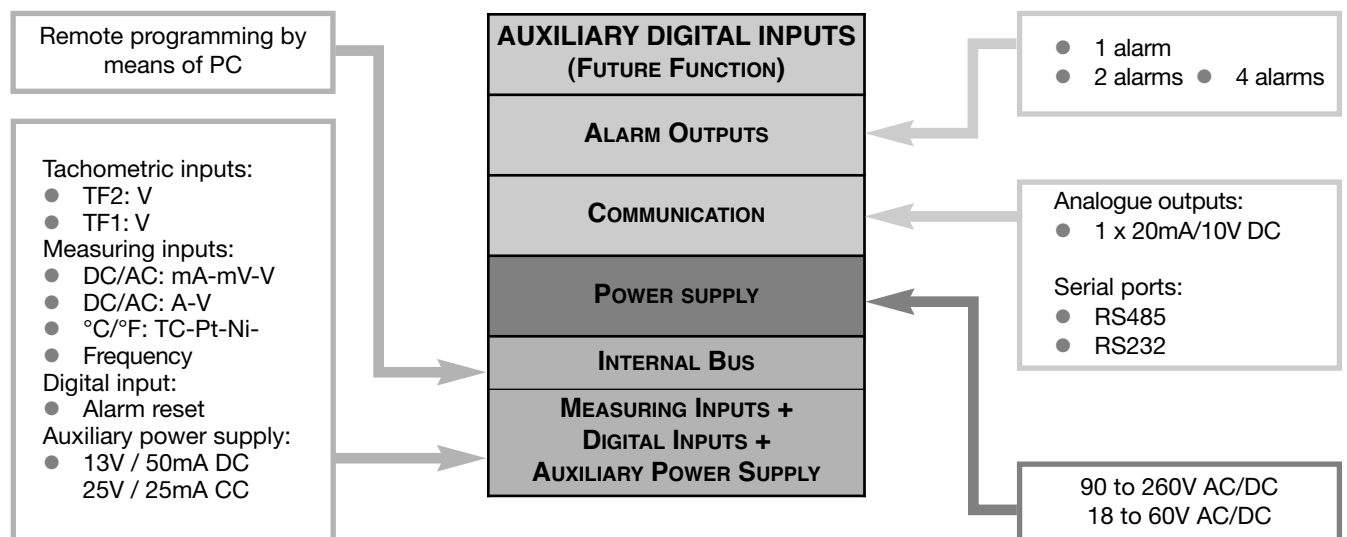 Remote programming by
means of PC
Tachometric inputs:
● TF2: V
● TF1: V
Measuring inputs:
● DC/AC: mA-mV-V
● DC/AC: A-V
● °C/°F: TC-Pt-Ni-
● Frequency
Digital input:
● Alarm reset
Auxiliary power supply:
● 13V / 50mA DC
25V / 25mA CC
AUXILIARY DIGITAL INPUTS
(FUTURE FUNCTION)
ALARM OUTPUTS
COMMUNICATION
POWER SUPPLY
INTERNAL BUS
MEASURING INPUTS +
DIGITAL INPUTS +
AUXILIARY POWER SUPPLY
● 1 alarm
● 2 alarms ● 4 alarms
Analogue outputs:
● 1 x 20mA/10V DC
Serial ports:
● RS485
● RS232
90 to 260V AC/DC
18 to 60V AC/DC